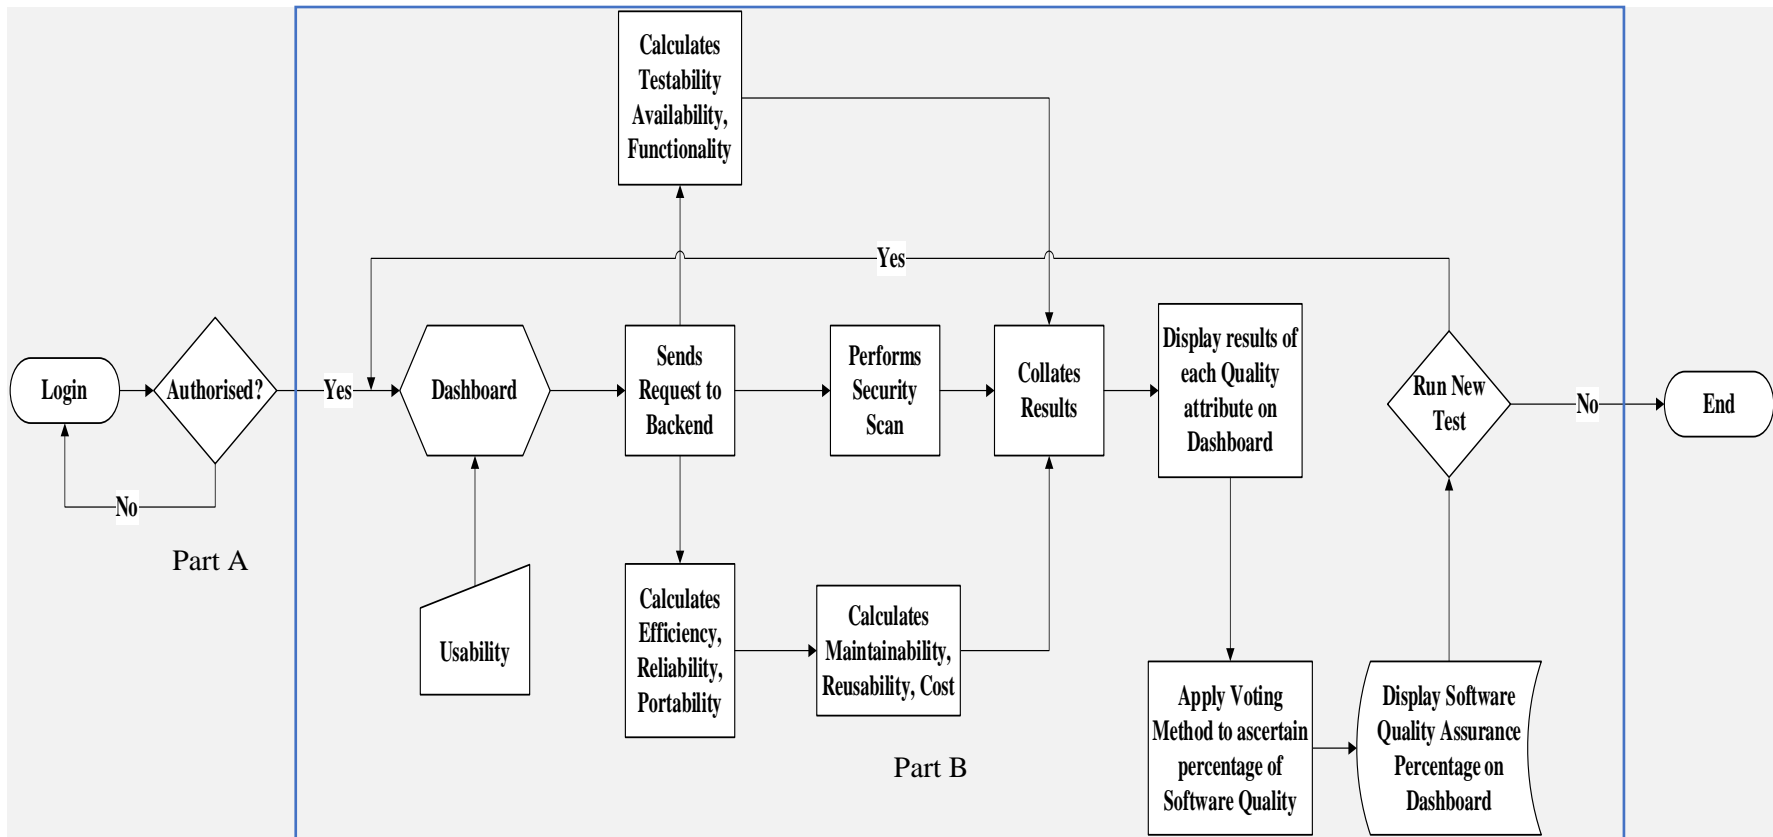 Calculates
Testability
Availability,
Functionality
Yes
Login
Authorised?
Yes
Dashboard
Sends
Request to
Backend
Performs
Security
Scan
Collates
Results
Display results of
each Quality
attribute on
Dashboard
Run New
Test
No
End
No
Part A
Usability
Calculates
Efficiency,
Reliability,
Portability
Calculates
Maintainability,
Reusability, Cost
Part B
Apply Voting
Method to ascertain
percentage of
Software Quality
Display Software
Quality Assurance
Percentage on
Dashboard